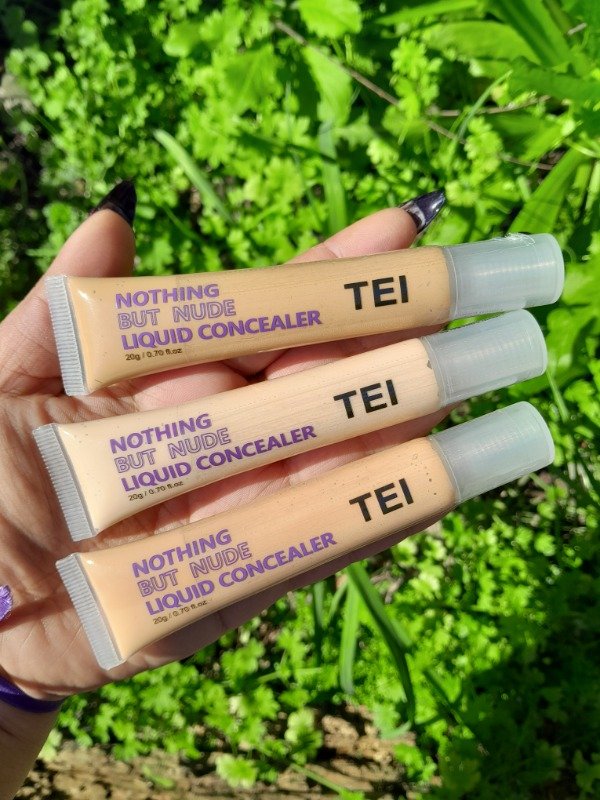 NOTHING
BUT NUDE
LIQUID CONCEALER
20g / 0.70 fl.oz
TEI
NOTHING
BUT NUDE
LIQUID CONCEALER
20g / 0.70 fl.oz
TEI
NOTHING
BUT NUDE
LIQUID CONCEALER
20g / 0.70 fl.oz
TEI